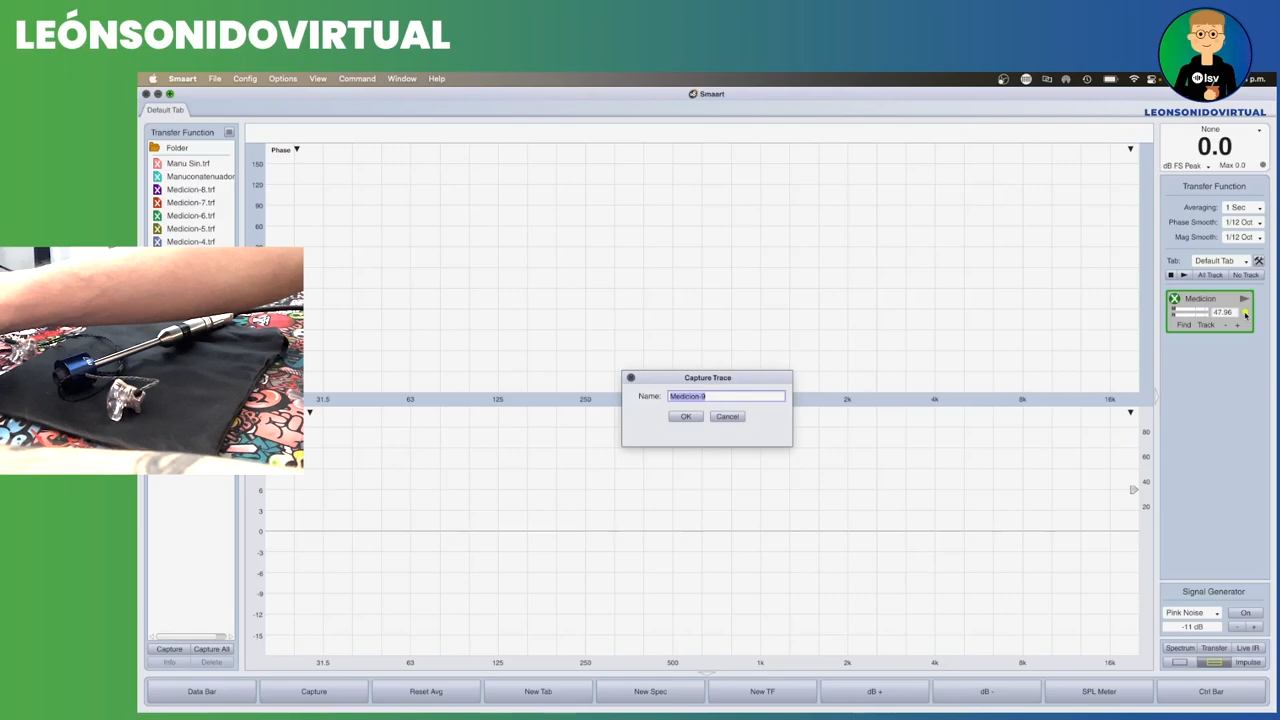 LEÓNSONIDOVIRTUAL
lsv
LEONSONIDOVIRTUAL
Smaart File Config Options View Command Window Help
p.m.
Smaart
Default Tab
Transfer Function
Folder
Manu Sin.trf
Manuconatenuador
Medicion-8.trf
Medicion-7.trf
Medicion-6.trf
Medicion-5.trf
Medicion-4.trf
Capture Capture All
Info Delete
Phase
150
120
90
60
30
31.5 63 125 250 2k 4k 8k 16k
Capture Trace
Name: Medicion-9
OK Cancel
80
60
40
20
6
3
0
-3
-6
-9
-12
-15
31.5 63 125 250 500 1k 2k 4k 8k 16k
None
0.0
dB FS Peak Max 0.0
Transfer Function
Averaging: 1 Sec
Phase Smooth: 1/12 Oct
Mag Smooth: 1/12 Oct
Tab: Default Tab
All Track No Track
Medicion
M
R
47.96
Find Track - +
Signal Generator
Pink Noise On
-11 dB - +
Spectrum Transfer Live IR
Impulse
Data Bar Capture Reset Avg New Tab New Spec New TF dB + dB - SPL Meter Ctrl Bar